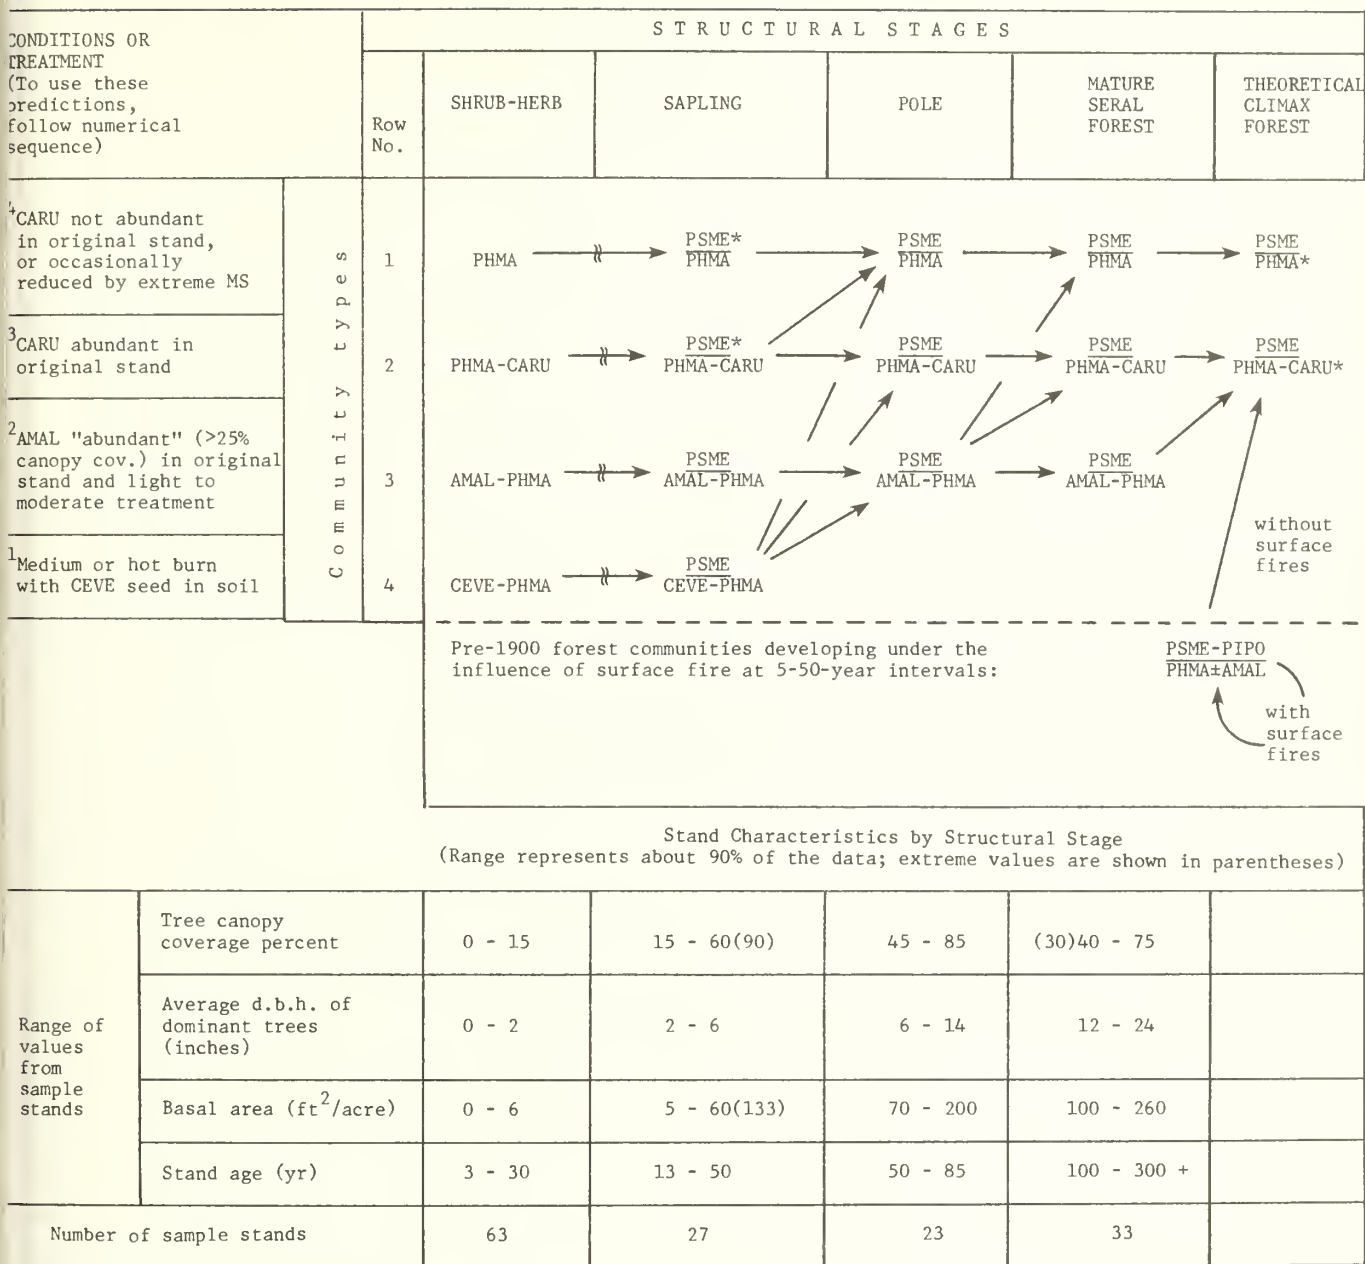 STRUCTURAL STAGES
CONDITIONS OR
TREATMENT
(To use these
predictions,
follow numerical
sequence)
Row
No.
SHRUB-HERB
SAPLING
POLE
MATURE
SERAL
FOREST
THEORETICAL
CLIMAX
FOREST
4 CARU not abundant
in original stand,
or occasionally
reduced by extreme MS
3 CARU abundant in
original stand
2 AMAL "abundant" (>25%
canopy cov.) in original
stand and light to
moderate treatment
1 Medium or hot burn
with CEVE seed in soil
Community types
1
PHMA
PSME*
PHMA
PSME
PHMA
PSME
PHMA
PSME
PHMA*
2
PHMA-CARU
PSME*
PHMA-CARU
PSME
PHMA-CARU
PSME
PHMA-CARU
PSME
PHMA-CARU*
3
AMAL-PHMA
PSME
AMAL-PHMA
PSME
AMAL-PHMA
PSME
AMAL-PHMA
4
CEVE-PHMA
PSME
CEVE-PHMA
without
surface
fires
Pre-1900 forest communities developing under the
influence of surface fire at 5-50-year intervals:
PSME-PIPO
PHMA±AMAL
with
surface
fires
Stand Characteristics by Structural Stage
(Range represents about 90% of the data; extreme values are shown in parentheses)
Range of
values
from
sample
stands
Tree canopy
coverage percent
0 - 15
15 - 60(90)
45 - 85
(30)40 - 75
Average d.b.h. of
dominant trees
(inches)
0 - 2
2 - 6
6 - 14
12 - 24
Basal area (ft²/acre)
0 - 6
5 - 60(133)
70 - 200
100 - 260
Stand age (yr)
3 - 30
13 - 50
50 - 85
100 - 300 +
Number of sample stands
63
27
23
33